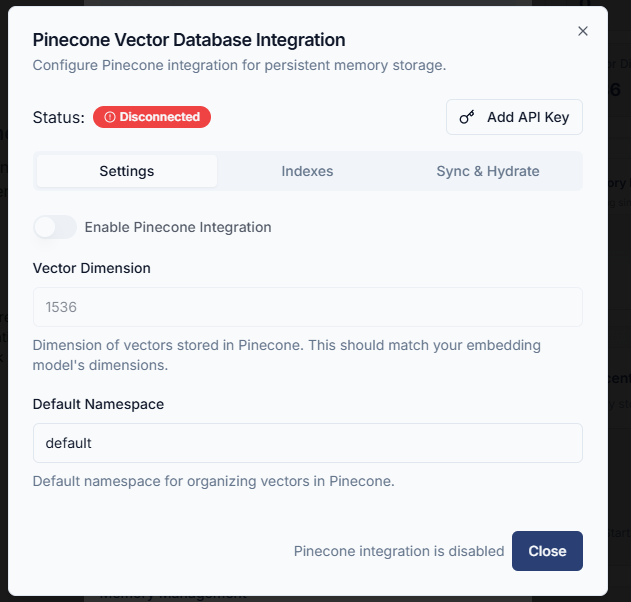 Pinecone Vector Database Integration
Configure Pinecone integration for persistent memory storage.
Status: Disconnected
Add API Key
Settings Indexes Sync & Hydrate
Enable Pinecone Integration
Vector Dimension
1536
Dimension of vectors stored in Pinecone. This should match your embedding
model's dimensions.
Default Namespace
default
Default namespace for organizing vectors in Pinecone.
Pinecone integration is disabled Close